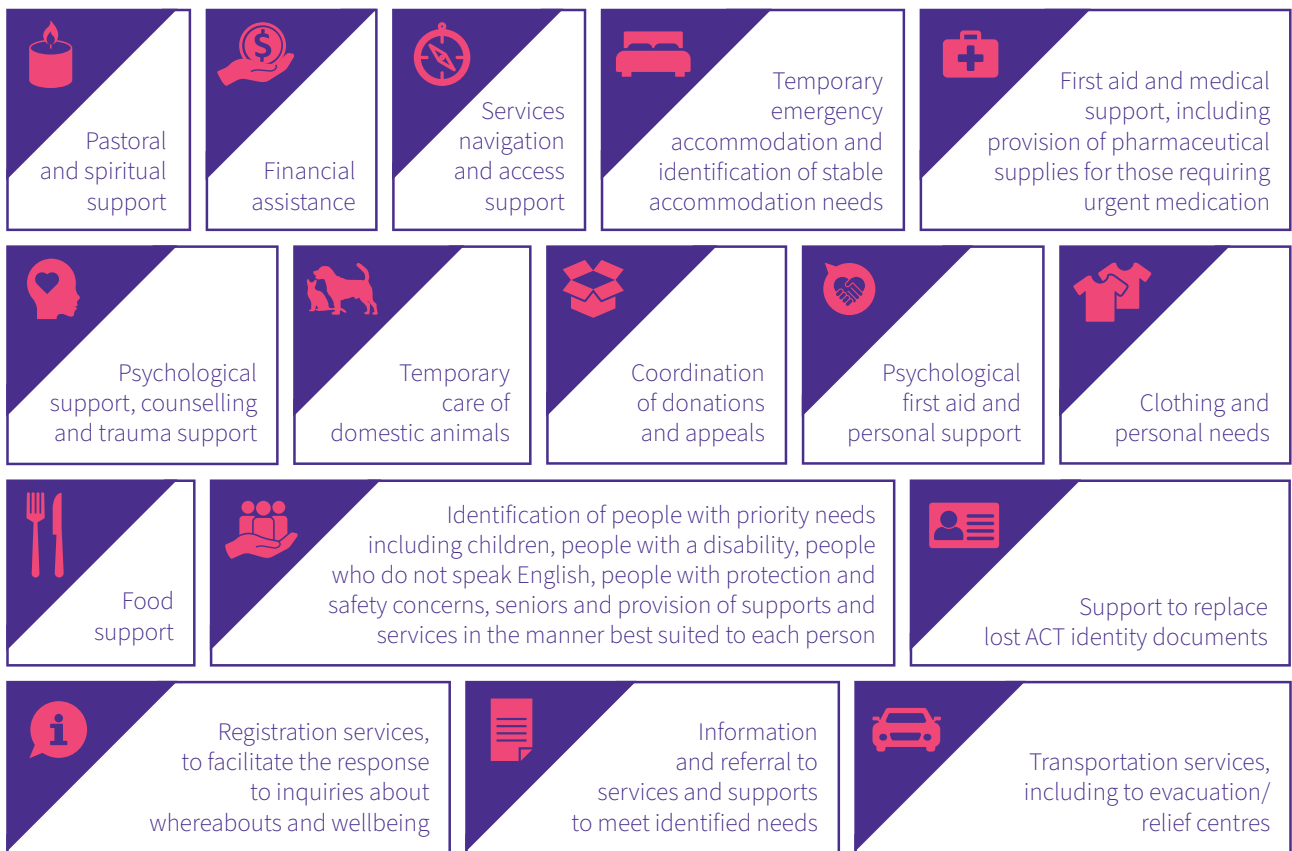 Pastoral
and spiritual
support
Financial
assistance
Services
navigation
and access
support
Temporary
emergency
accommodation and
identification of stable
accommodation needs
First aid and medical
support, including
provision of pharmaceutical
supplies for those requiring
urgent medication
Psychological
support, counselling
and trauma support
Temporary
care of
domestic animals
Coordination
of donations
and appeals
Psychological
first aid and
personal support
Clothing and
personal needs
Food
support
Identification of people with priority needs
including children, people with a disability, people
who do not speak English, people with protection and
safety concerns, seniors and provision of supports and
services in the manner best suited to each person
Support to replace
lost ACT identity documents
Registration services,
to facilitate the response
to inquiries about
whereabouts and wellbeing
Information
and referral to
services and supports
to meet identified needs
Transportation services,
including to evacuation/
relief centres